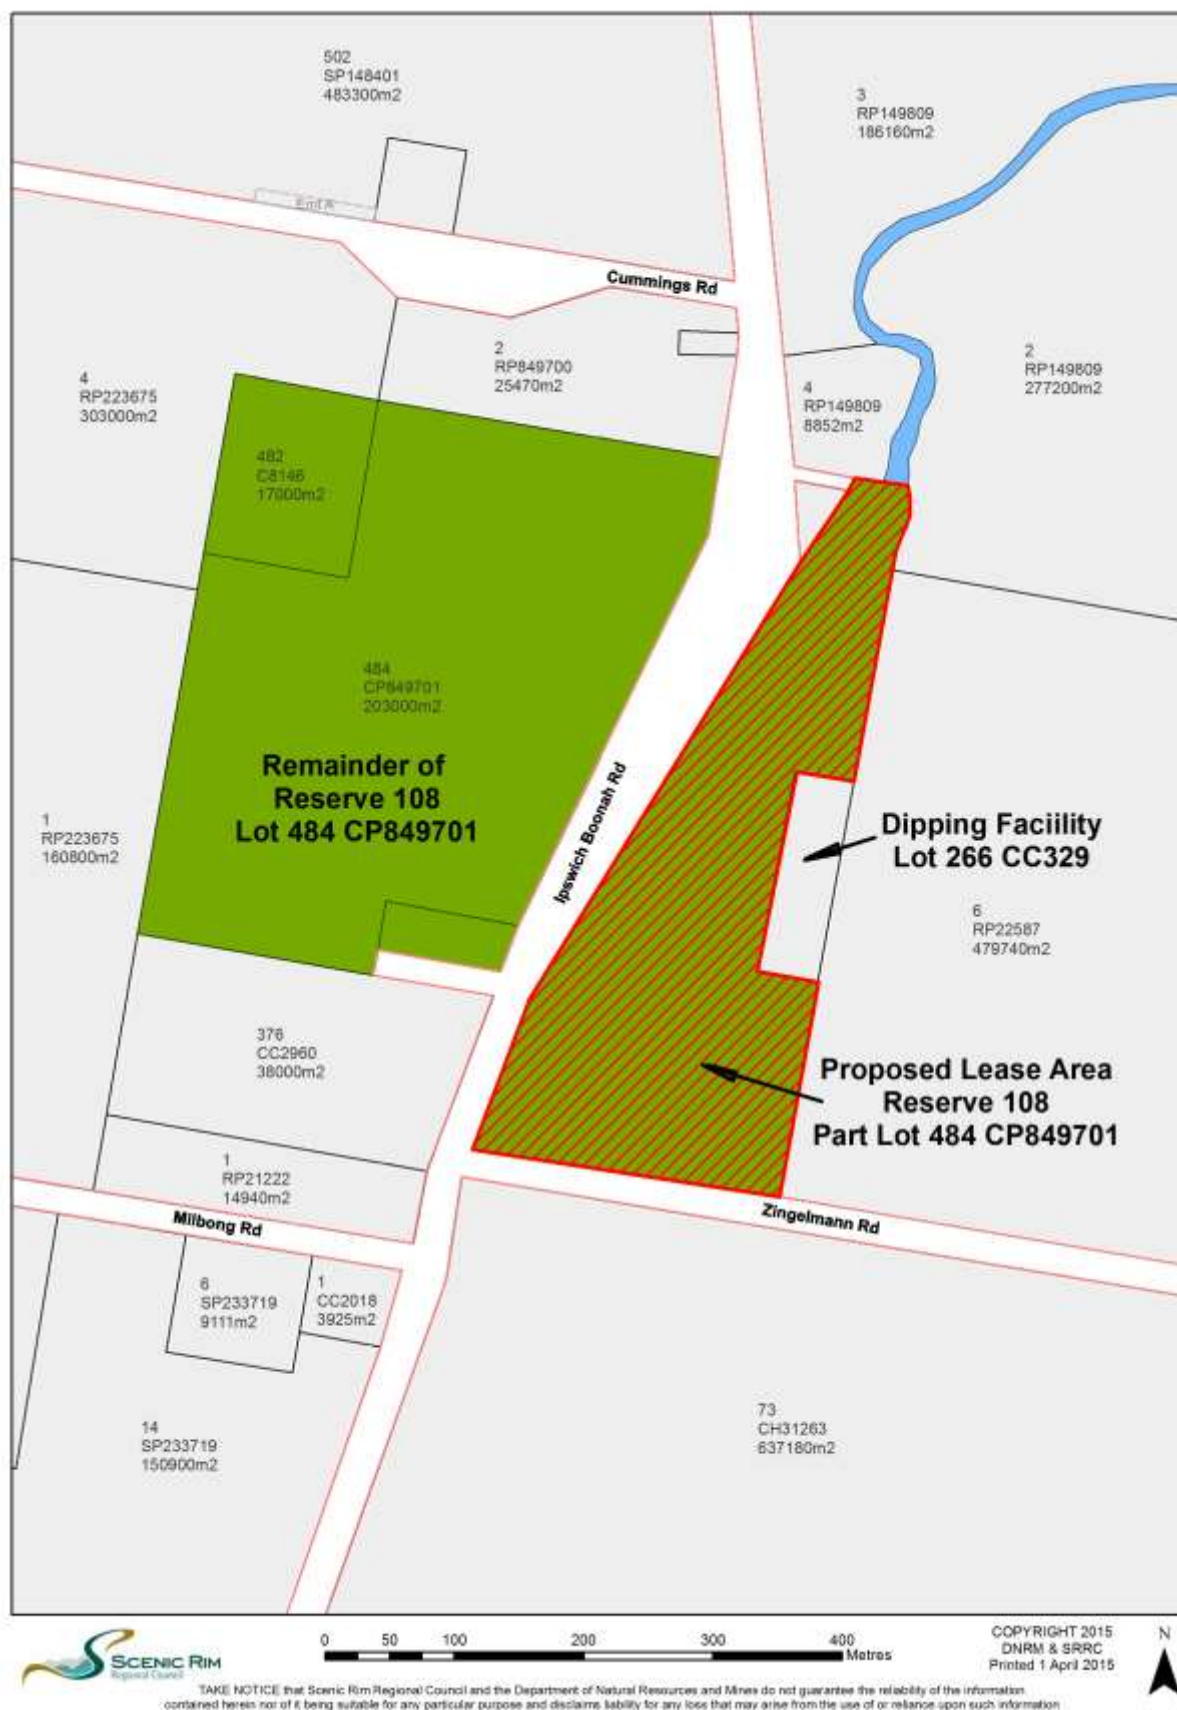 502
SP148401
483300m2
3
RP149809
186160m2
Cummings Rd
2
RP849700
25470m2
2
RP149809
277200m2
4
RP223675
303000m2
4
RP149809
8852m2
482
C8146
17000m2
484
CP849701
203000m2
Remainder of
Reserve 108
Lot 484 CP849701
Ipswich Boonah Rd
1
RP223675
160800m2
Dipping Faciility
Lot 266 CC329
6
RP22587
479740m2
376
CC2960
38000m2
Proposed Lease Area
Reserve 108
Part Lot 484 CP849701
1
RP21222
14940m2
Milbong Rd
Zingelmann Rd
6
SP233719
9111m2
1
CC2018
3925m2
14
SP233719
150900m2
73
CH31263
637180m2
SCENIC RIM
Regional Council
0 50 100 200 300 400
Metres
COPYRIGHT 2015
DNRM & SRRC
Printed 1 April 2015
N
TAKE NOTICE that Scenic Rim Regional Council and the Department of Natural Resources and Mines do not guarantee the reliability of the information
contained herein nor of it being suitable for any particular purpose and disclaims liability for any loss that may arise from the use of or reliance upon such information